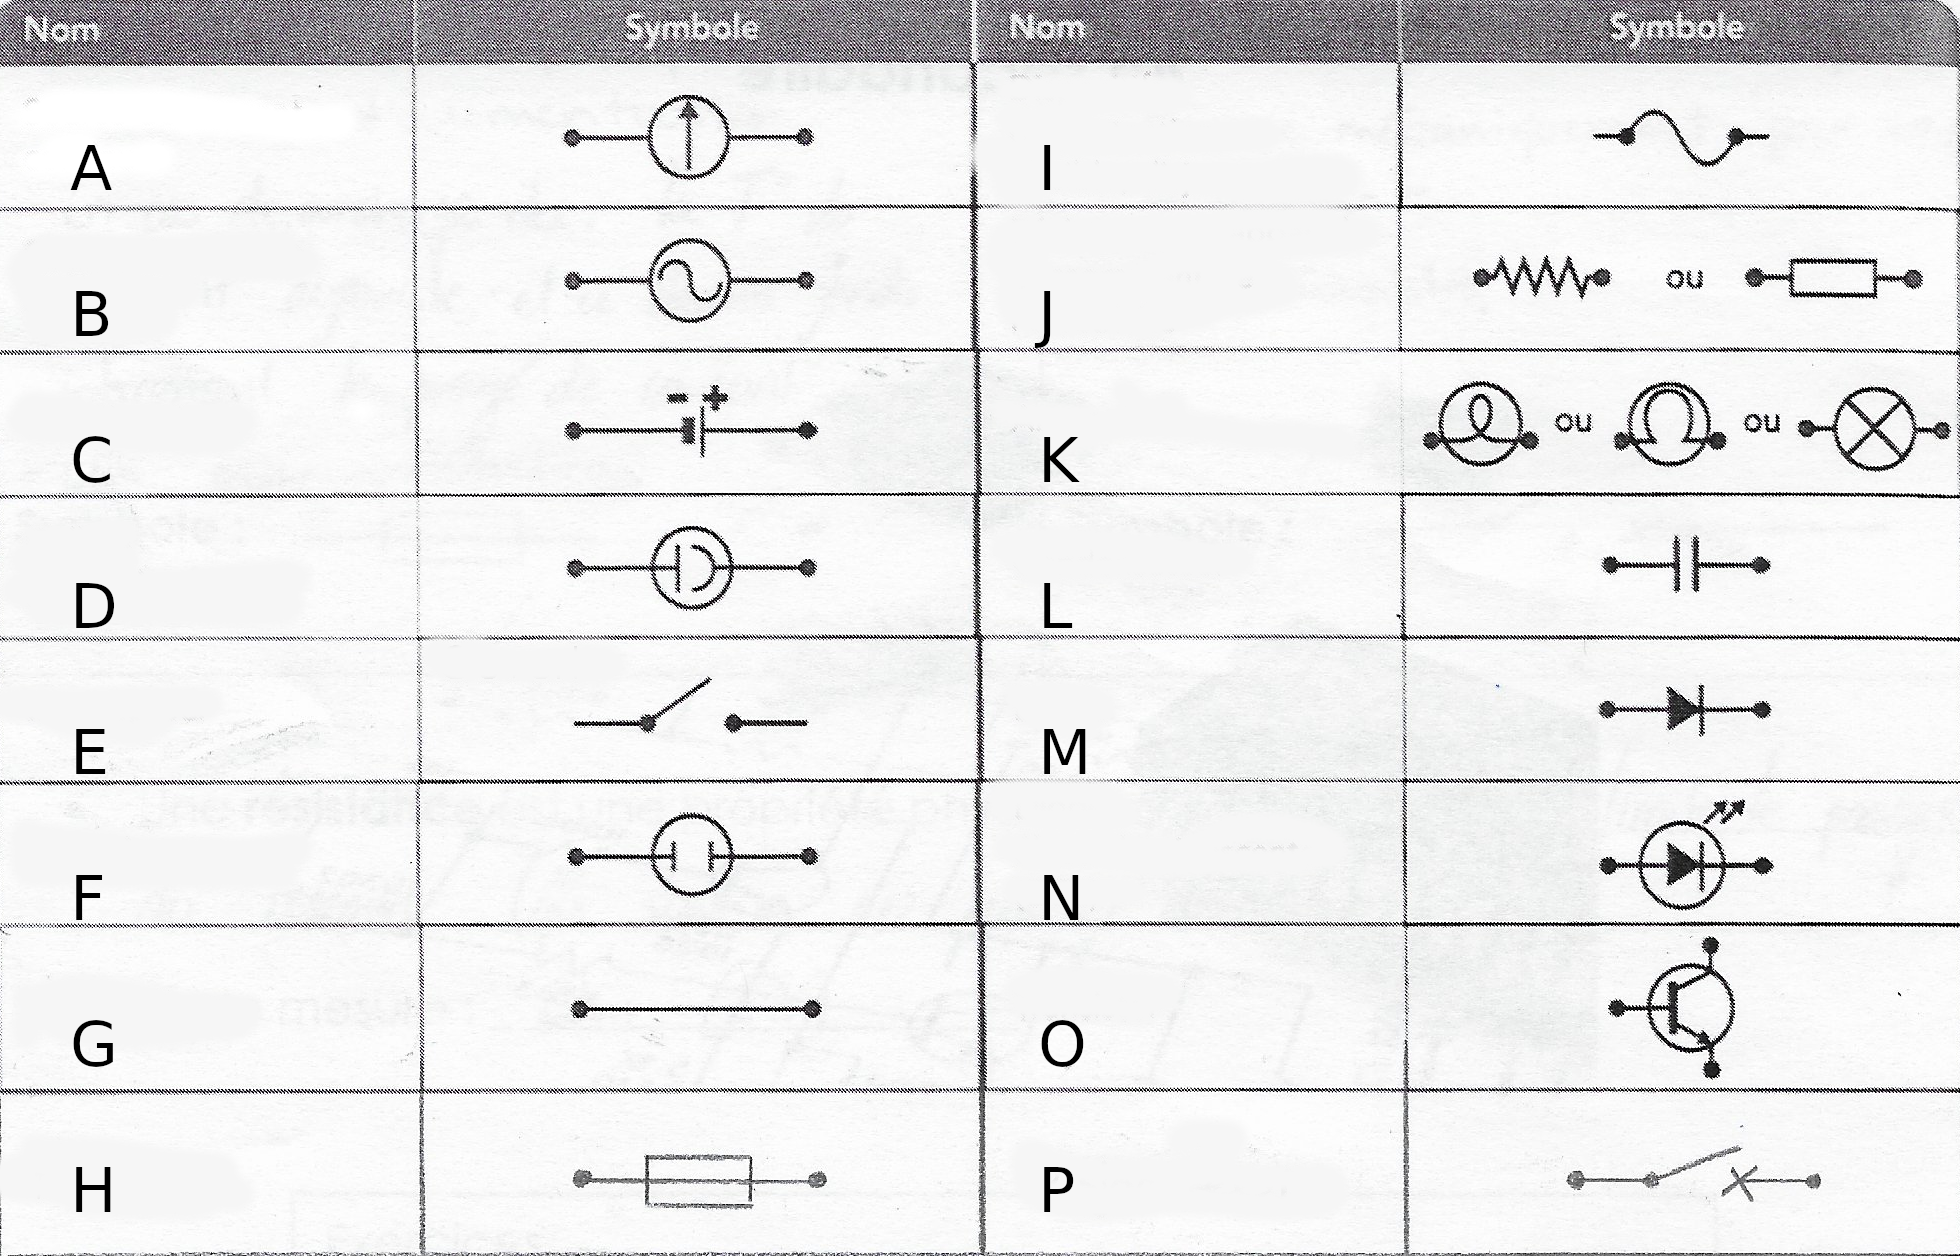 Nom Symbole Nom Symbole
A I
B J ou
- +
C K ou ou
D L
E M
F N
G O
H P